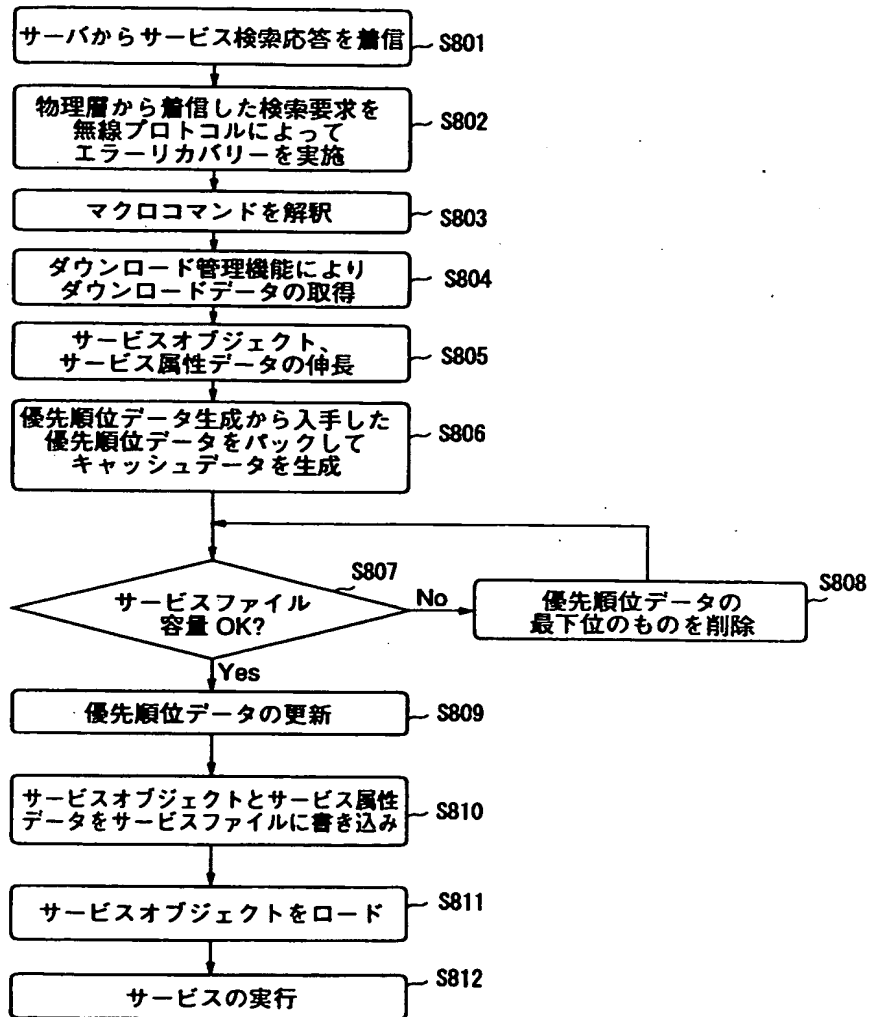 サーバからサービス検索応答を着信
S801
物理層から着信した検索要求を
無線プロトコルによって
エラーリカバリーを実施
S802
マクロコマンドを解釈
S803
ダウンロード管理機能により
ダウンロードデータの取得
S804
サービスオブジェクト、
サービス属性データの伸長
S805
優先順位データ生成から入手した
優先順位データをパックして
キャッシュデータを生成
S806
S807
サービスファイル
容量 OK?
No
S808
優先順位データの
最下位のものを削除
Yes
優先順位データの更新
S809
サービスオブジェクトとサービス属性
データをサービスファイルに書き込み
S810
サービスオブジェクトをロード
S811
サービスの実行
S812